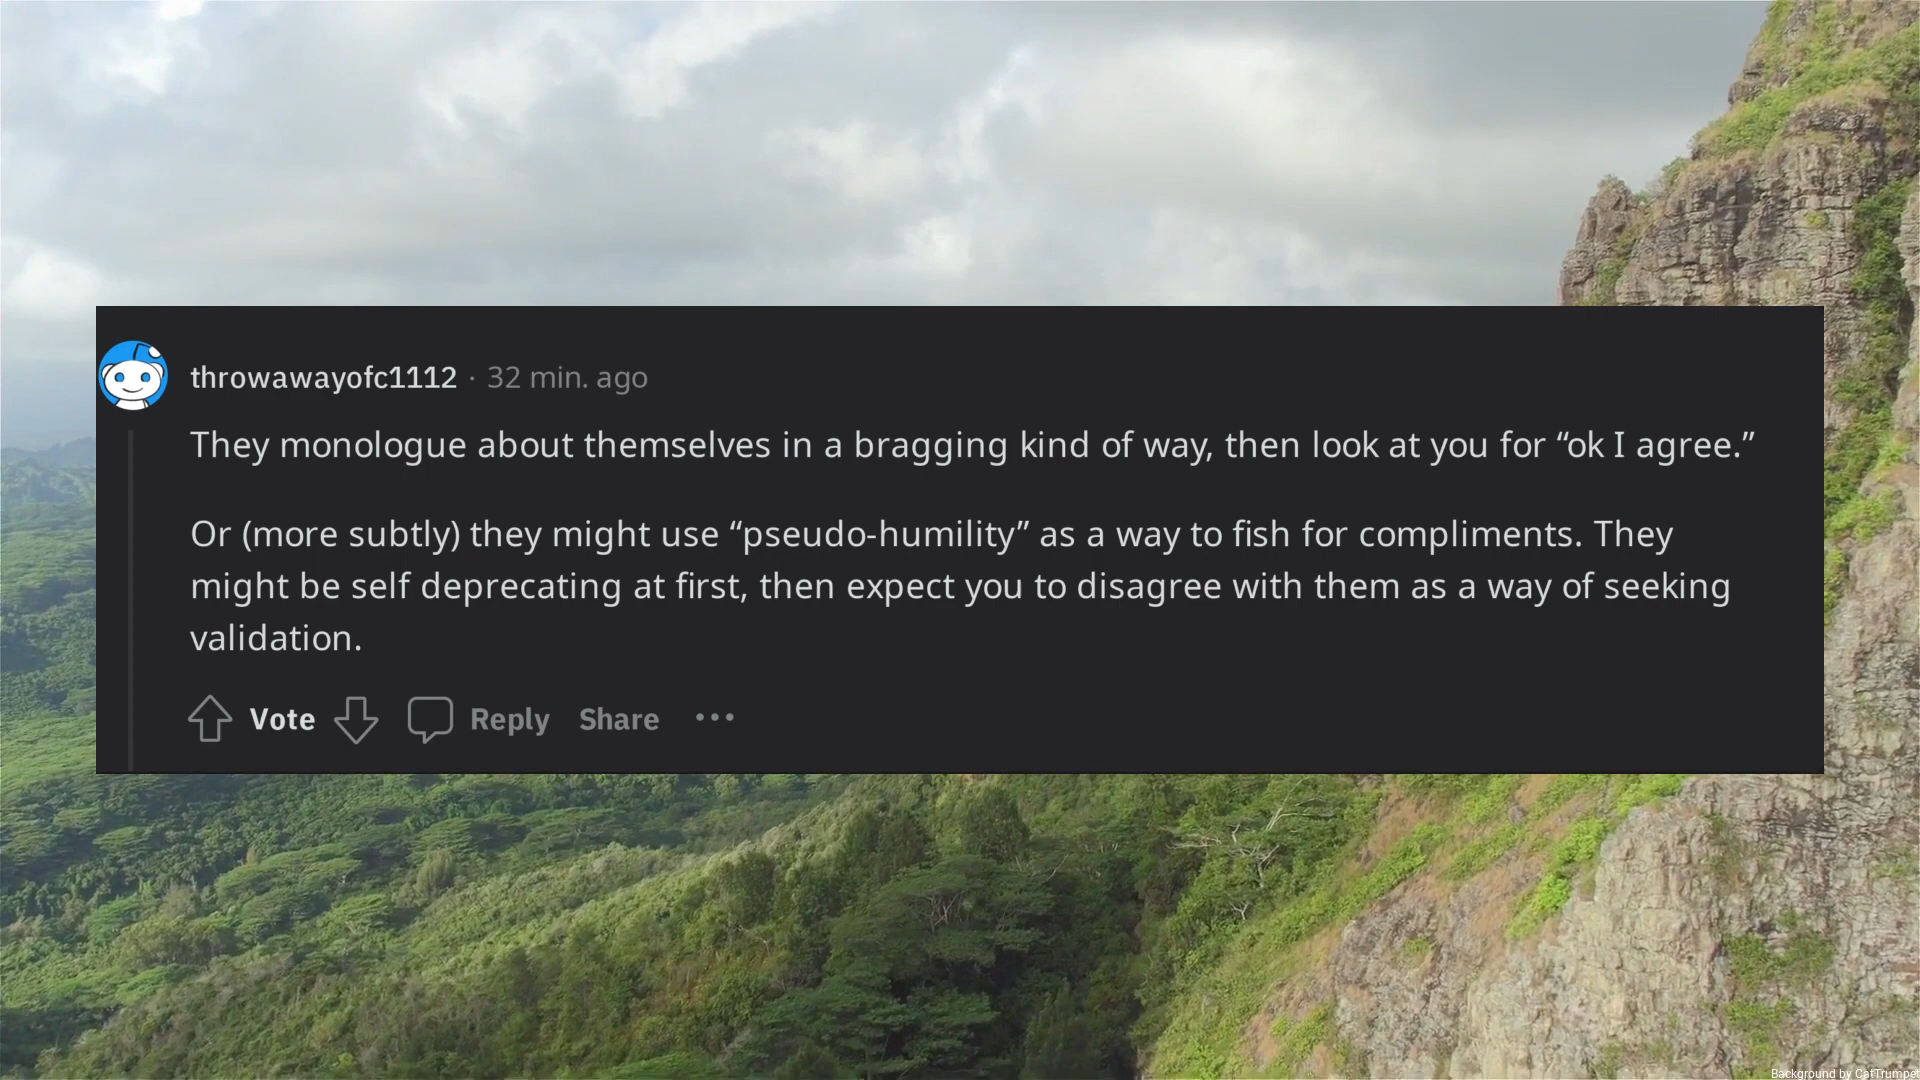 throwawayofc1112 · 32 min. ago
They monologue about themselves in a bragging kind of way, then look at you for “ok I agree.”
Or (more subtly) they might use “pseudo-humility” as a way to fish for compliments. They
might be self deprecating at first, then expect you to disagree with them as a way of seeking
validation.
Vote Reply Share ···
Background by CatTrumpet